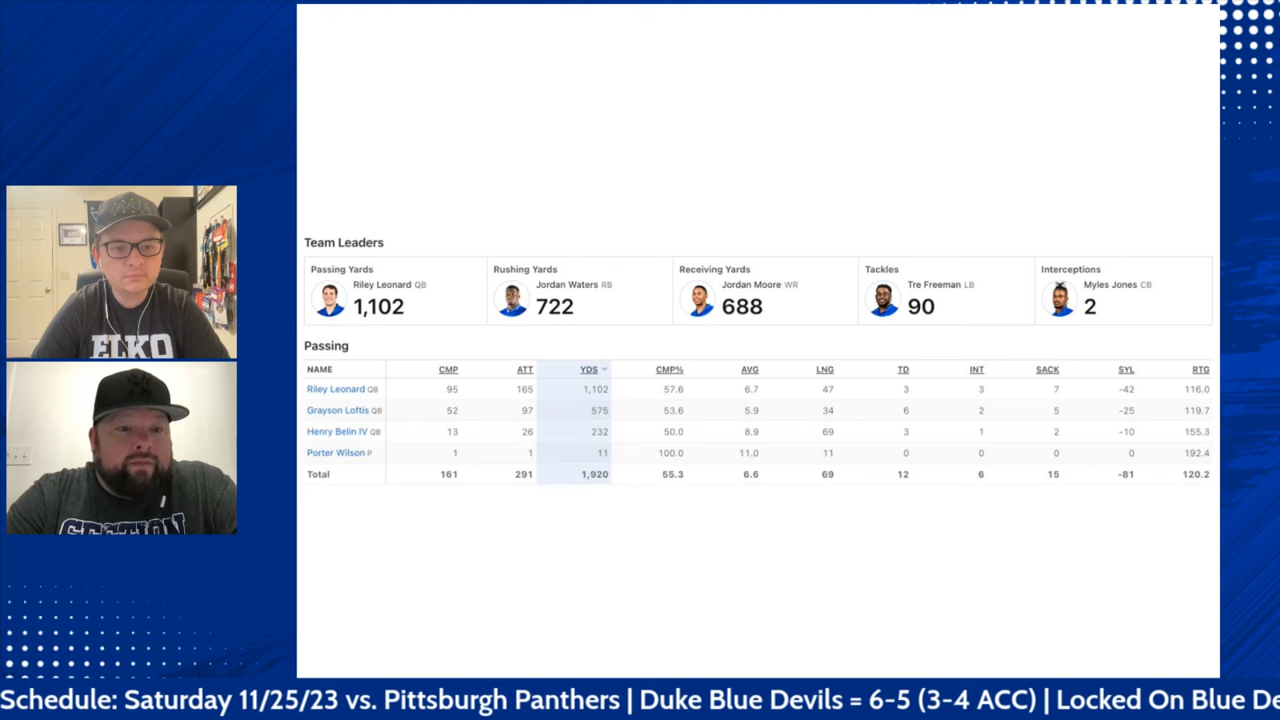 Team Leaders
Passing Yards Rushing Yards Receiving Yards Tackles Interceptions
Riley Leonard QB Jordan Waters RB Jordan Moore WR Tre Freeman LB Myles Jones CB
1,102 722 688 90 2
Passing
NAME CMP ATT YDS CMP% AVG LNG TD INT SACK SYL RTG
Riley Leonard QB 95 165 1,102 57.6 6.7 47 3 3 7 -42 116.0
Grayson Loftis QB 52 97 575 53.6 5.9 34 6 2 5 -25 119.7
Henry Belin IV QB 13 26 232 50.0 8.9 69 3 1 2 -10 155.3
Porter Wilson P 1 1 11 100.0 11.0 11 0 0 0 0 192.4
Total 161 291 1,920 55.3 6.6 69 12 6 15 -81 120.2
ELKO
SECTION
Schedule: Saturday 11/25/23 vs. Pittsburgh Panthers | Duke Blue Devils = 6-5 (3-4 ACC) | Locked On Blue De